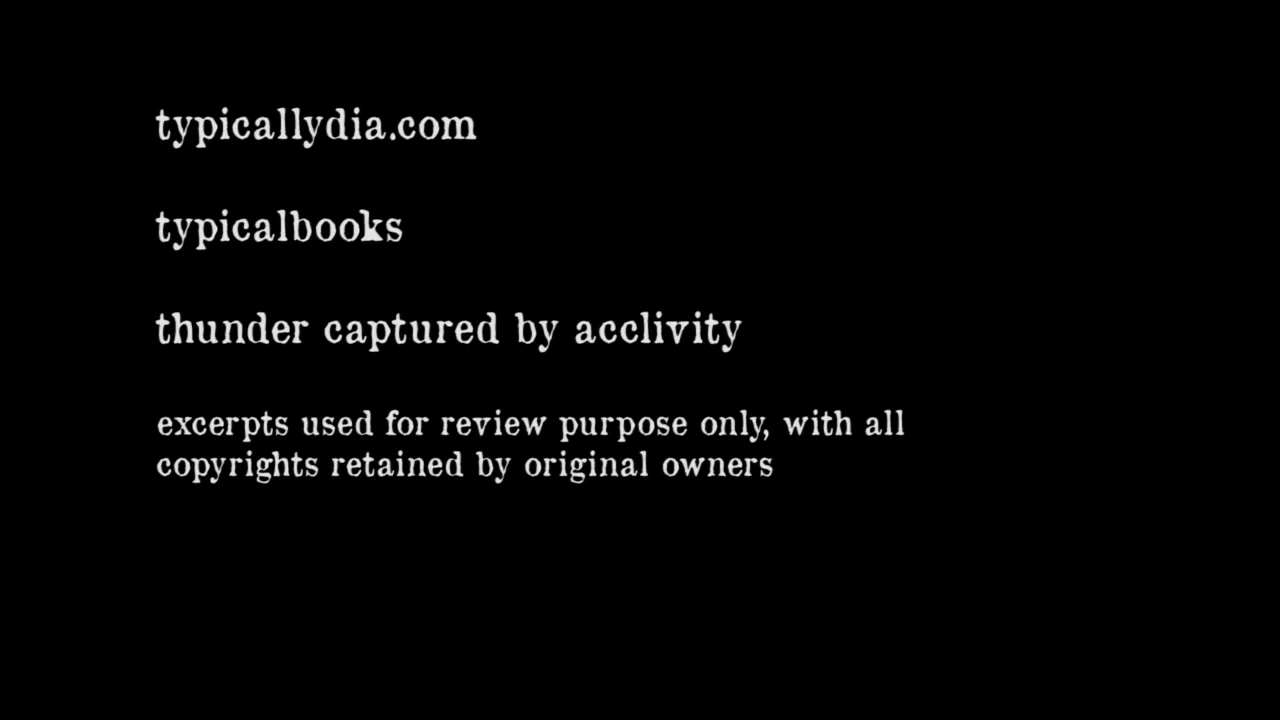 typicallydia.com
typicalbooks
thunder captured by acclivity
excerpts used for review purpose only, with all
copyrights retained by original owners